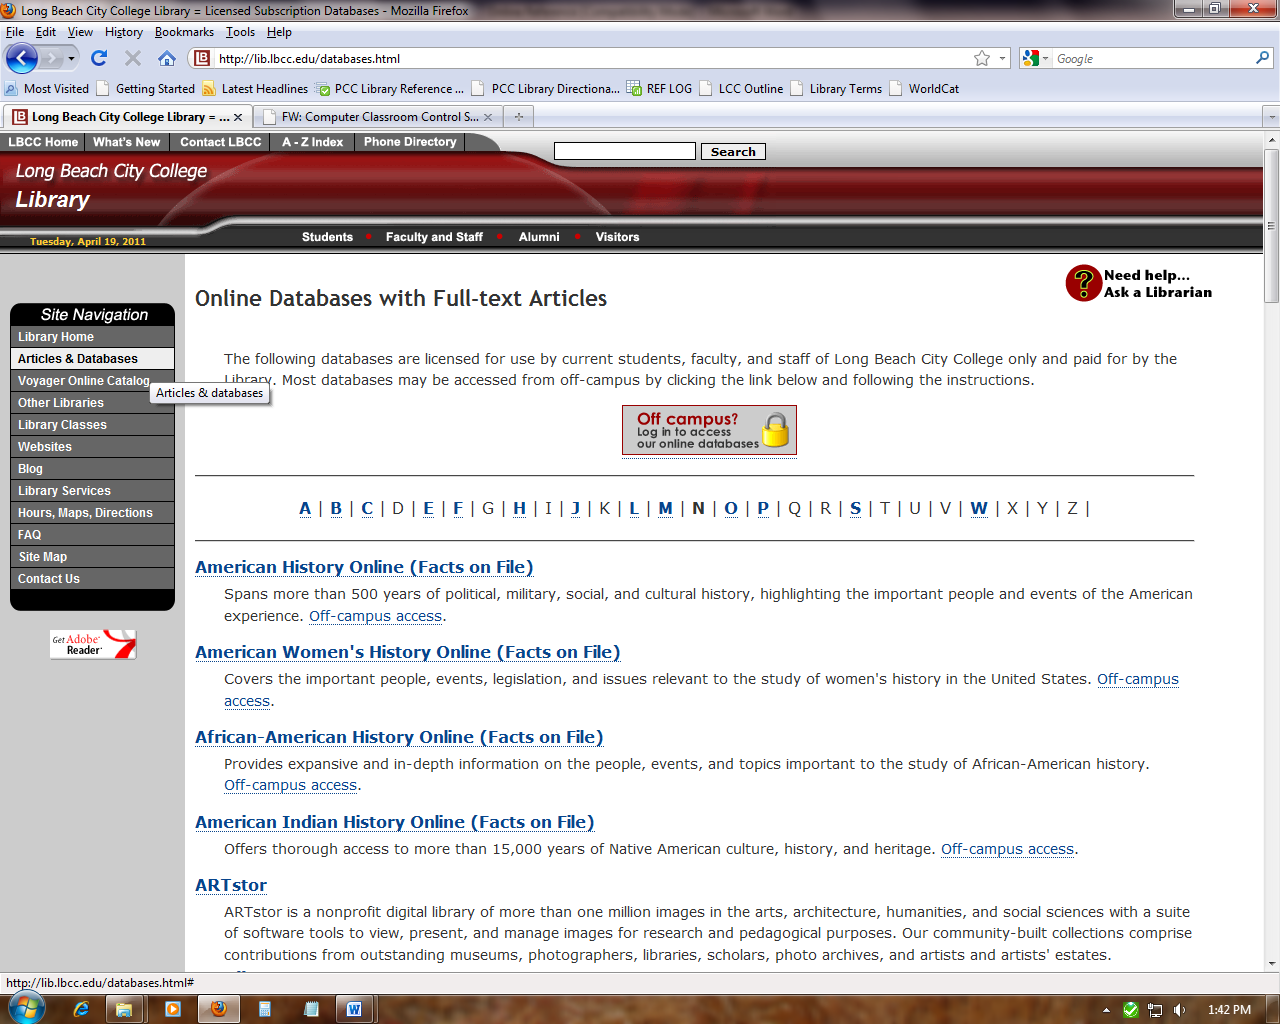 Long Beach City College Library = Licensed Subscription Databases - Mozilla Firefox
File Edit View History Bookmarks Tools Help
http://lib.lbcc.edu/databases.html
Google
Most Visited Getting Started Latest Headlines PCC Library Reference ... PCC Library Directiona... REF LOG LCC Outline Library Terms WorldCat
Long Beach City College Library = ... FW: Computer Classroom Control S...
LBCC Home What's New Contact LBCC A - Z Index Phone Directory
Search
Long Beach City College
Library
Tuesday, April 19, 2011
Students Faculty and Staff Alumni Visitors
Need help...
Ask a Librarian
Site Navigation
Library Home
Articles & Databases
Voyager Online Catalog
Articles & databases
Other Libraries
Library Classes
Websites
Blog
Library Services
Hours, Maps, Directions
FAQ
Site Map
Contact Us
Get Adobe®
Reader®
Online Databases with Full-text Articles
The following databases are licensed for use by current students, faculty, and staff of Long Beach City College only and paid for by the
Library. Most databases may be accessed from off-campus by clicking the link below and following the instructions.
Off campus?
Log in to access
our online databases
A | B | C | D | E | F | G | H | I | J | K | L | M | N | O | P | Q | R | S | T | U | V | W | X | Y | Z |
American History Online (Facts on File)
Spans more than 500 years of political, military, social, and cultural history, highlighting the important people and events of the American
experience. Off-campus access.
American Women's History Online (Facts on File)
Covers the important people, events, legislation, and issues relevant to the study of women's history in the United States. Off-campus
access.
African-American History Online (Facts on File)
Provides expansive and in-depth information on the people, events, and topics important to the study of African-American history.
Off-campus access.
American Indian History Online (Facts on File)
Offers thorough access to more than 15,000 years of Native American culture, history, and heritage. Off-campus access.
ARTstor
ARTstor is a nonprofit digital library of more than one million images in the arts, architecture, humanities, and social sciences with a suite
of software tools to view, present, and manage images for research and pedagogical purposes. Our community-built collections comprise
contributions from outstanding museums, photographers, libraries, scholars, photo archives, and artists and artists' estates.
http://lib.lbcc.edu/databases.html#
1:42 PM